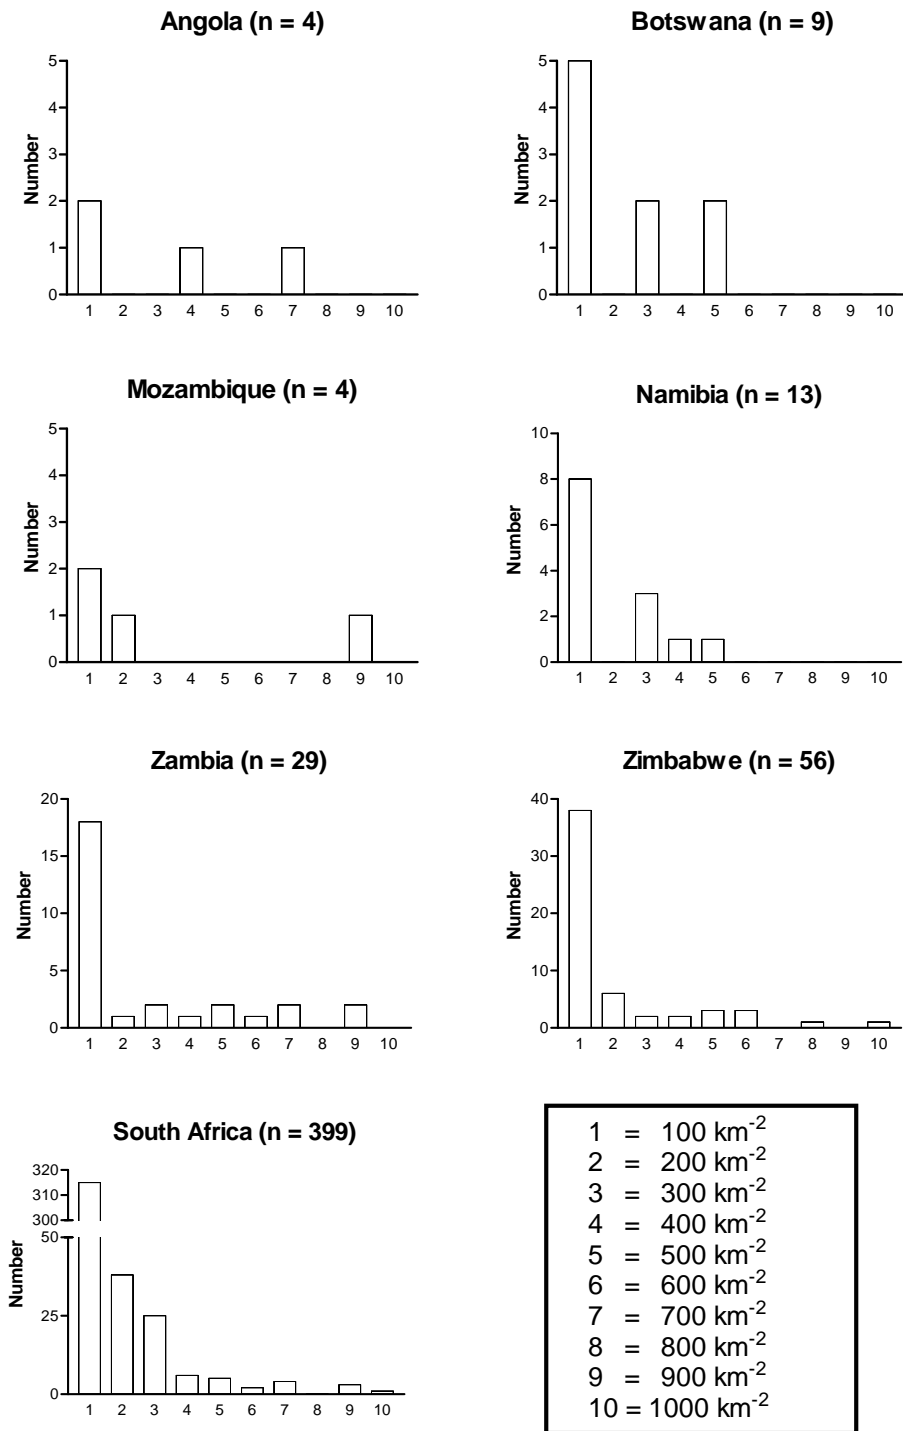 Angola (n = 4)
Number
5
4
3
2
1
0
1 2 3 4 5 6 7 8 9 10
Botswana (n = 9)
Number
5
4
3
2
1
0
1 2 3 4 5 6 7 8 9 10
Mozambique (n = 4)
Number
5
4
3
2
1
0
1 2 3 4 5 6 7 8 9 10
Namibia (n = 13)
Number
10
8
6
4
2
0
1 2 3 4 5 6 7 8 9 10
Zambia (n = 29)
Number
20
15
10
5
0
1 2 3 4 5 6 7 8 9 10
Zimbabwe (n = 56)
Number
40
30
20
10
0
1 2 3 4 5 6 7 8 9 10
South Africa (n = 399)
Number
320
310
300
50
25
0
1 2 3 4 5 6 7 8 9 10
1 = 100 km⁻²
2 = 200 km⁻²
3 = 300 km⁻²
4 = 400 km⁻²
5 = 500 km⁻²
6 = 600 km⁻²
7 = 700 km⁻²
8 = 800 km⁻²
9 = 900 km⁻²
10 = 1000 km⁻²